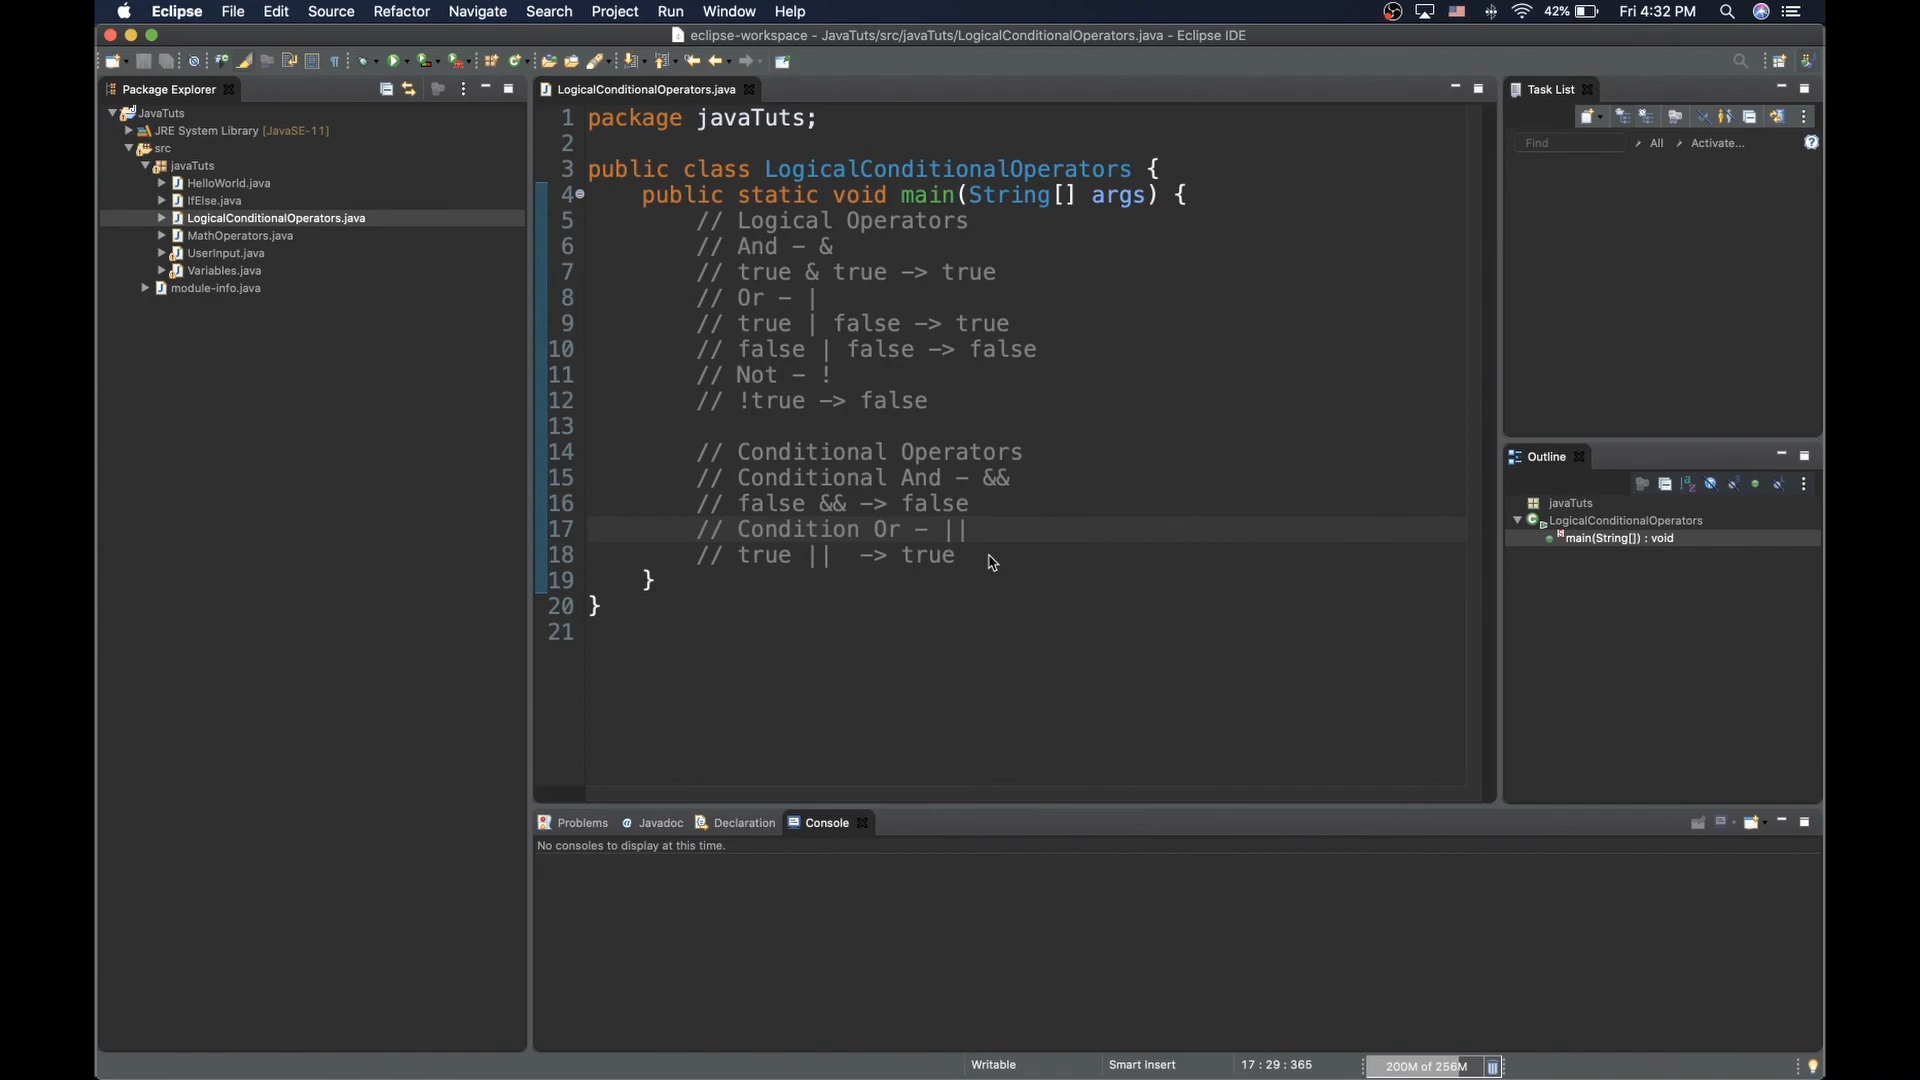 Eclipse File Edit Source Refactor Navigate Search Project Run Window Help 42% Fri 4:32 PM
eclipse-workspace - JavaTuts/src/javaTuts/LogicalConditionalOperators.java - Eclipse IDE
Package Explorer
JavaTuts
JRE System Library [JavaSE-11]
src
javaTuts
HelloWorld.java
IfElse.java
LogicalConditionalOperators.java
MathOperators.java
UserInput.java
Variables.java
module-info.java
LogicalConditionalOperators.java
1 package javaTuts;
2
3 public class LogicalConditionalOperators {
4 public static void main(String[] args) {
5 // Logical Operators
6 // And - &
7 // true & true -> true
8 // Or - |
9 // true | false -> true
10 // false | false -> false
11 // Not - !
12 // !true -> false
13
14 // Conditional Operators
15 // Conditional And - &&
16 // false && -> false
17 // Condition Or - ||
18 // true ||  -> true
19 }
20 }
21
Task List
Find All Activate...
Outline
javaTuts
LogicalConditionalOperators
main(String[]) : void
Problems Javadoc Declaration Console
No consoles to display at this time.
Writable Smart Insert 17 : 29 : 365 200M of 256M